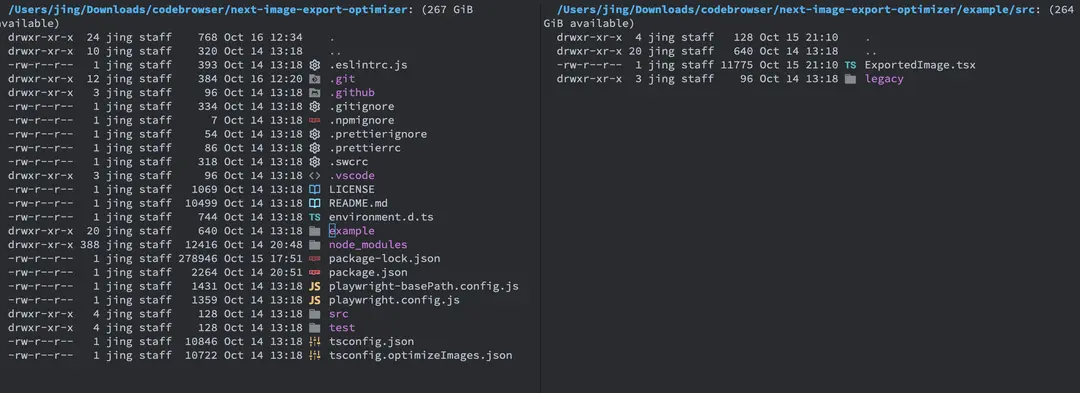 /Users/jing/Downloads/codebrowser/next-image-export-optimizer: (267 GiB
available)
drwxr-xr-x 24 jing staff 768 Oct 16 12:34 .
drwxr-xr-x 10 jing staff 320 Oct 14 13:18 ..
-rw-r--r-- 1 jing staff 393 Oct 14 13:18 .eslintrc.js
drwxr-xr-x 12 jing staff 384 Oct 16 12:20 .git
drwxr-xr-x 3 jing staff 96 Oct 14 13:18 .github
-rw-r--r-- 1 jing staff 334 Oct 14 13:18 .gitignore
-rw-r--r-- 1 jing staff 7 Oct 14 13:18 .npmignore
-rw-r--r-- 1 jing staff 54 Oct 14 13:18 .prettierignore
-rw-r--r-- 1 jing staff 86 Oct 14 13:18 .prettierrc
-rw-r--r-- 1 jing staff 318 Oct 14 13:18 .swcrc
drwxr-xr-x 3 jing staff 96 Oct 14 13:18 <> .vscode
-rw-r--r-- 1 jing staff 1069 Oct 14 13:18 LICENSE
-rw-r--r-- 1 jing staff 10499 Oct 14 13:18 README.md
-rw-r--r-- 1 jing staff 744 Oct 14 13:18 TS environment.d.ts
drwxr-xr-x 20 jing staff 640 Oct 14 13:18 example
drwxr-xr-x 388 jing staff 12416 Oct 14 20:48 node_modules
-rw-r--r-- 1 jing staff 278946 Oct 15 17:51 package-lock.json
-rw-r--r-- 1 jing staff 2264 Oct 14 20:51 package.json
-rw-r--r-- 1 jing staff 1431 Oct 14 13:18 JS playwright-basePath.config.js
-rw-r--r-- 1 jing staff 1359 Oct 14 13:18 JS playwright.config.js
drwxr-xr-x 4 jing staff 128 Oct 14 13:18 src
drwxr-xr-x 4 jing staff 128 Oct 14 13:18 test
-rw-r--r-- 1 jing staff 10846 Oct 14 13:18 tsconfig.json
-rw-r--r-- 1 jing staff 10722 Oct 14 13:18 tsconfig.optimizeImages.json
/Users/jing/Downloads/codebrowser/next-image-export-optimizer/example/src: (264
GiB available)
drwxr-xr-x 4 jing staff 128 Oct 15 21:10 .
drwxr-xr-x 20 jing staff 640 Oct 14 13:18 ..
-rw-r--r-- 1 jing staff 11775 Oct 15 21:10 TS ExportedImage.tsx
drwxr-xr-x 3 jing staff 96 Oct 14 13:18 legacy